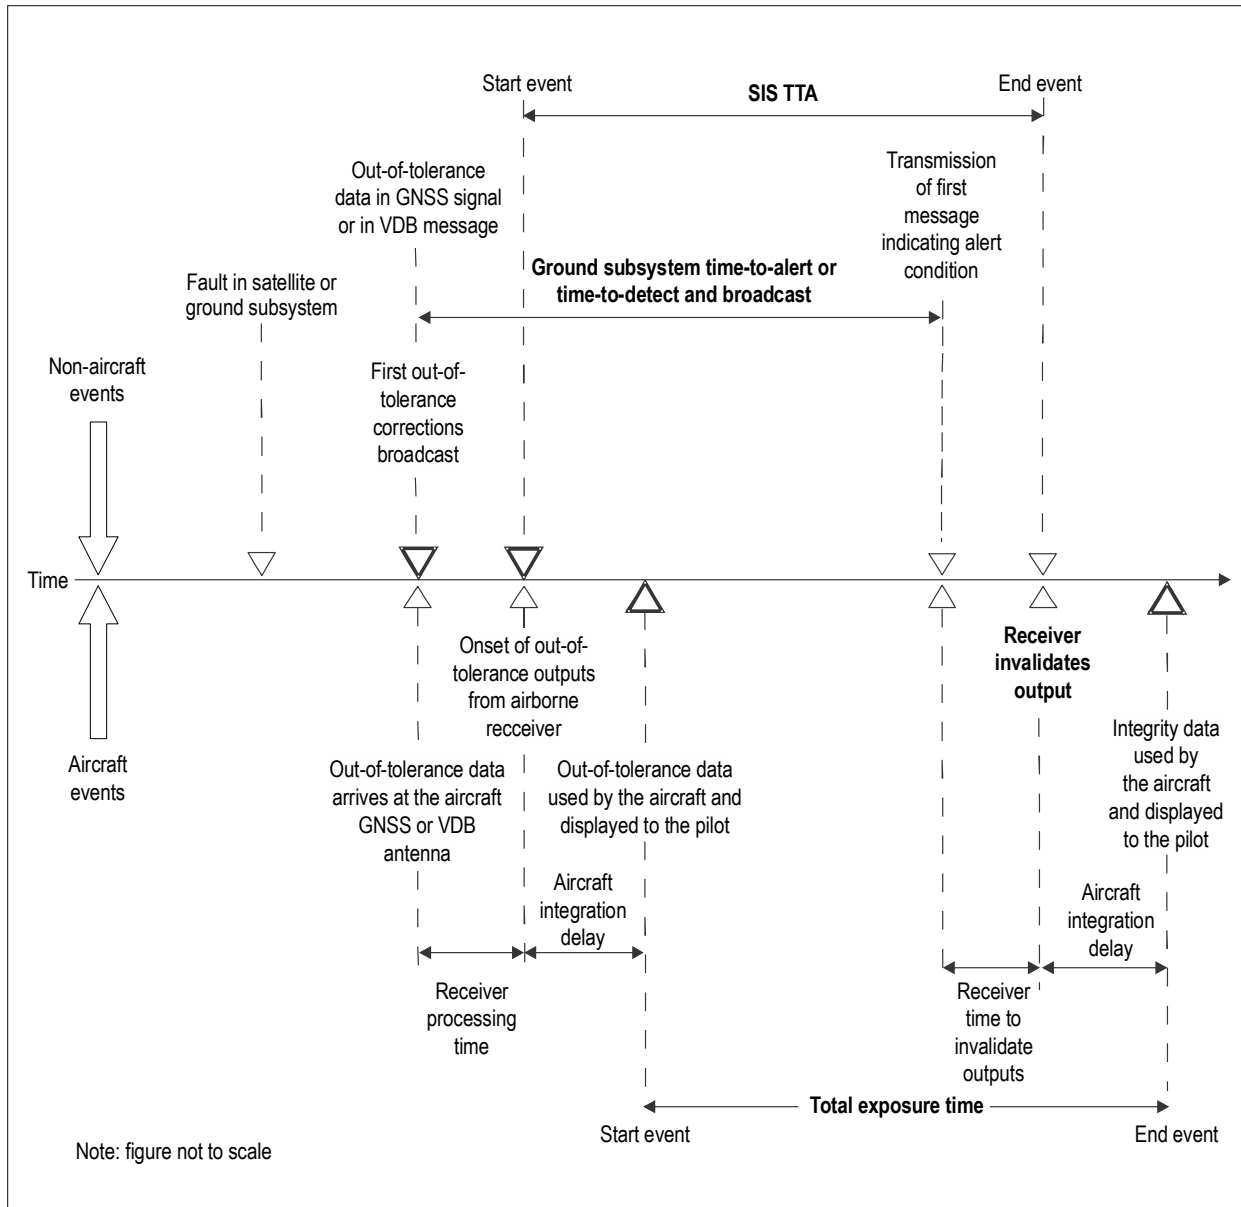 Start event
SIS TTA
End event
Out-of-tolerance
data in GNSS signal
or in VDB message
Transmission
of first
message
indicating alert
condition
Ground subsystem time-to-alert or
time-to-detect and broadcast
Fault in satellite or
ground subsystem
Non-aircraft
events
First out-of-
tolerance
corrections
broadcast
Time
Aircraft
events
Onset of out-of-
tolerance outputs
from airborne
recceiver
Receiver
invalidates
output
Out-of-tolerance data
arrives at the aircraft
GNSS or VDB
antenna
Out-of-tolerance data
used by the aircraft and
displayed to the pilot
Integrity data
used by
the aircraft
and displayed
to the pilot
Aircraft
integration
delay
Aircraft
integration
delay
Receiver
processing
time
Receiver
time to
invalidate
outputs
Total exposure time
Start event
End event
Note: figure not to scale